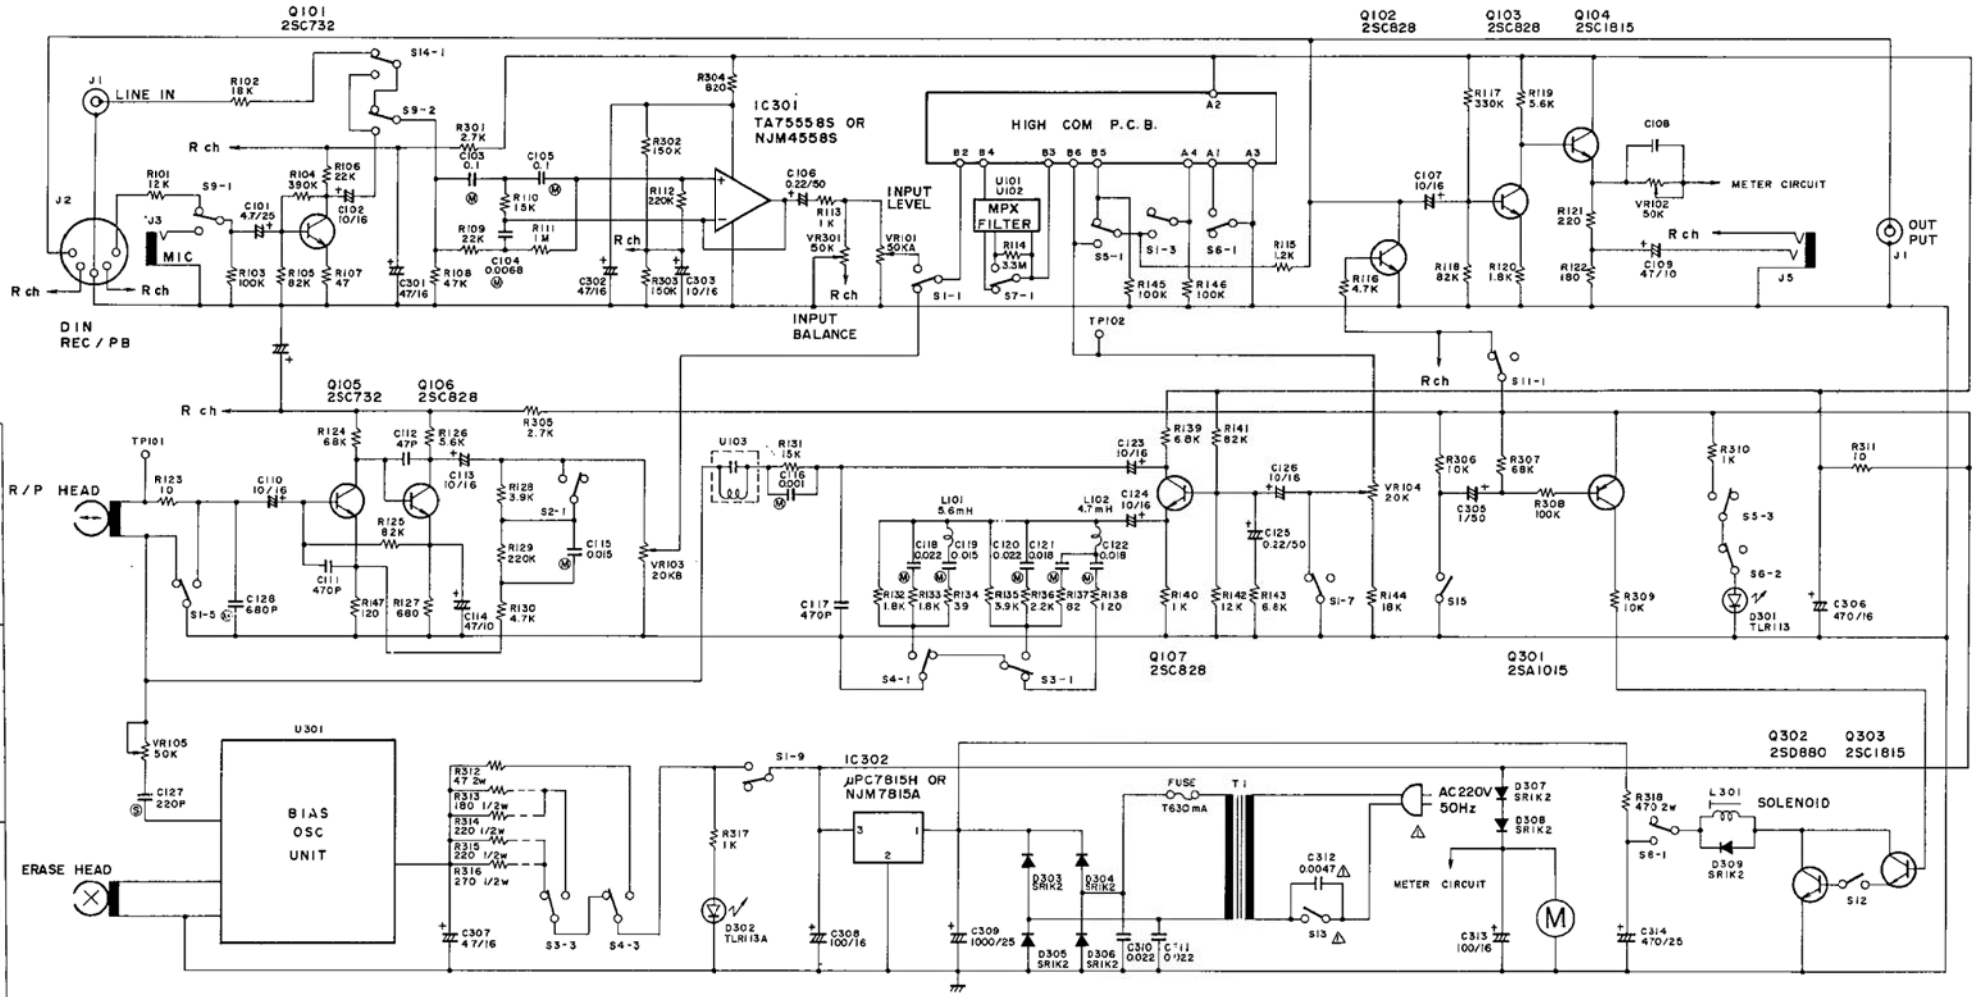 Q101
2SC732
Q102
2SC828
Q103
2SC828
Q104
2SC1815
S14-1
J1
LINE IN
R102
18K
S9-2
R304
820
IC301
TA75558S OR
NJM4558S
HIGH COM P.C.B.
A2
B2
B4
B3
B6
B5
A4
A1
A3
R117
330K
R119
5.6K
C108
VR102
50K
METER CIRCUIT
R ch
R301
2.7K
C103
0.1
M
C105
0.1
M
R302
150K
R101
12K
S9-1
R104
390K
R106
22K
C102
10/16
C101
4.7/25
J2
J3
MIC
R110
15K
R109
22K
R111
1M
C104
0.0068
M
R112
220K
R ch
C106
0.22/50
R113
1K
INPUT
LEVEL
VR301
50K
VR101
50KA
U101
U102
MPX
FILTER
R114
3.3M
S7-1
S1-1
S5-1
S1-3
S6-1
R115
1.2K
C107
10/16
R116
4.7K
R118
82K
R120
1.8K
R121
220
R122
180
C109
47/10
R ch
J5
OUT
PUT
J1
R ch
R ch
R103
100K
R105
82K
R107
47
C301
47/16
R108
47K
C302
47/16
R303
150K
C303
10/16
R ch
INPUT
BALANCE
R145
100K
R146
100K
TP102
DIN
REC / PB
R ch
S11-1
Q105
2SC732
Q106
2SC828
R ch
R305
2.7K
TP101
R/P HEAD
R123
10
C110
10/16
R124
68K
C112
47P
R126
5.6K
C113
10/16
R128
3.9K
S2-1
R125
82K
R129
220K
C115
0.015
M
VR103
20KB
C111
470P
R147
120
R127
680
C114
47/10
R130
4.7K
S1-5
C128
680P
U103
R131
15K
C116
0.001
M
C123
10/16
R139
6.8K
R141
82K
C126
10/16
VR104
20K
L101
5.6mH
L102
4.7mH
C124
10/16
C118
0.022
M
C119
0.015
M
C120
0.022
C121
0.018
M
C122
0.018
M
C125
0.22/50
C117
470P
R132
1.8K
R133
1.8K
R134
39
R135
3.9K
R136
2.2K
R137
82
R138
120
R140
1K
R142
12K
R143
6.8K
S1-7
R144
18K
S4-1
S3-1
Q107
2SC828
R306
10K
R307
68K
C305
1/50
R308
100K
S15
R309
10K
Q301
2SA1015
R310
1K
S5-3
S6-2
D301
TLR113
R311
10
C306
470/16
VR105
50K
C127
220P
S
U301
BIAS
OSC
UNIT
ERASE HEAD
R312
47 2w
R313
180 1/2w
R314
220 1/2w
R315
220 1/2w
R316
270 1/2w
C307
47/16
S3-3
S4-3
R317
1K
D302
TLR113A
S1-9
IC302
μPC7815H OR
NJM7815A
3
1
2
C308
100/16
C309
1000/25
D303
SR1K2
D304
SR1K2
D305
SR1K2
D306
SR1K2
C310
0.022
FUSE
T630mA
T1
AC220V
50Hz
C312
0.0047
S13
D307
SR1K2
D308
SR1K2
METER CIRCUIT
C313
100/16
M
R318
470 2w
S8-1
L301
SOLENOID
D309
SR1K2
Q302
2SD880
Q303
2SC1815
S12
C314
470/25